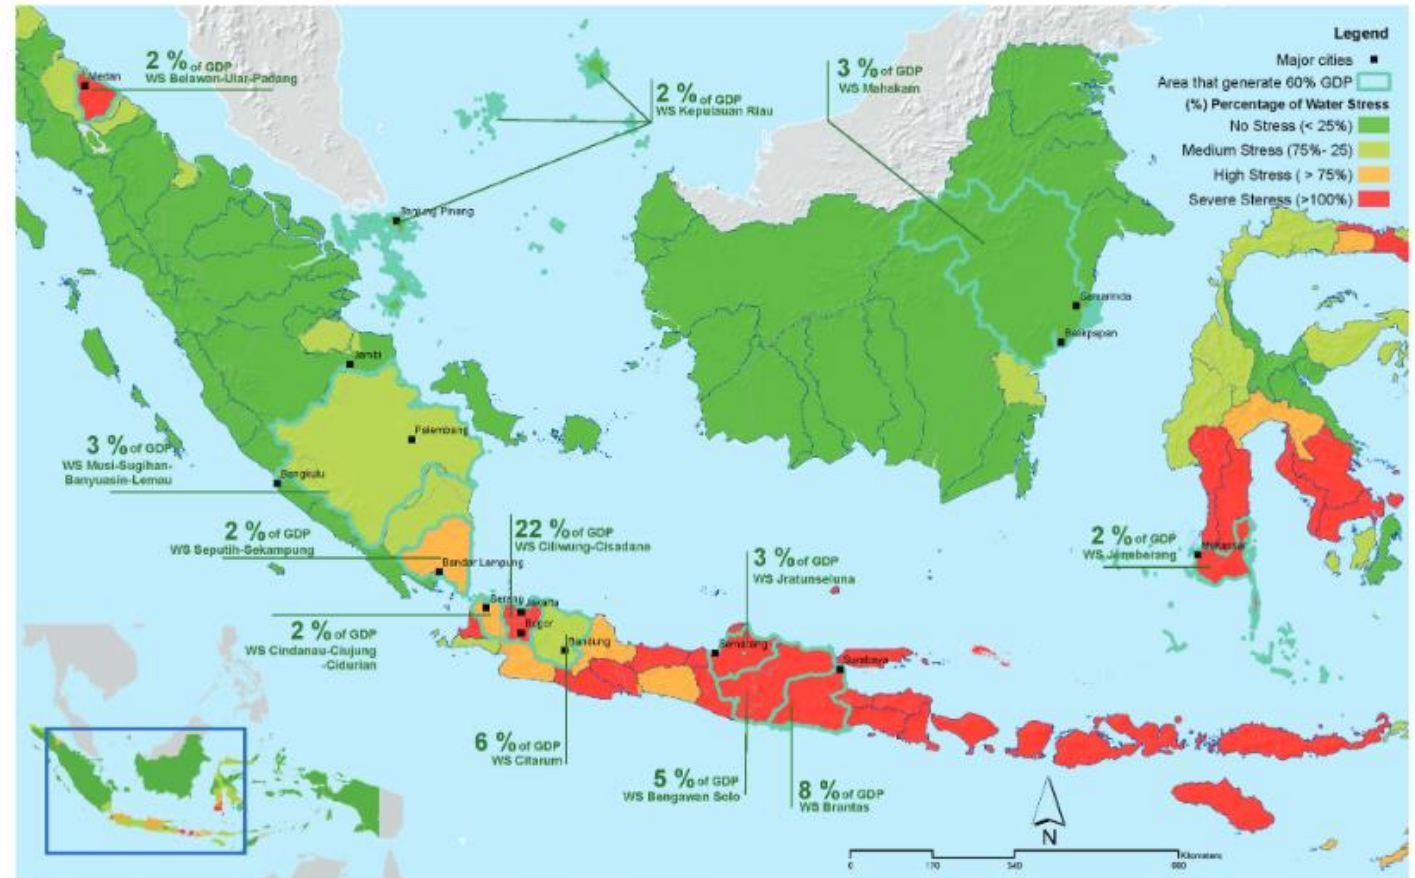 Legend
Major cities
Area that generate 60% GDP
(%) Percentage of Water Stress
No Stress (< 25%)
Medium Stress (75%- 25)
High Stress ( > 75%)
Severe Steress (>100%)
2 % of GDP
WS Belawan-Ular-Padang
Medan
2 % of GDP
WS Kepulauan Riau
3 % of GDP
WS Mahakam
Tanjung Pinang
Samarinda
Balikpapan
Jambi
Palembang
Bengkulu
3 % of GDP
WS Musi-Sugihan-
Banyuasin-Lemau
2 % of GDP
WS Seputih-Sekampung
Bandar Lampung
22 % of GDP
WS Ciliwung-Cisadane
3 % of GDP
WS Jratunseluna
2 % of GDP
WS Jeneberang
Makassar
Serang
Jakarta
Bogor
Bandung
Semarang
Surabaya
2 % of GDP
WS Cindanau-Ciujung
-Cidurian
6 % of GDP
WS Citarum
5 % of GDP
WS Bengawan Solo
8 % of GDP
WS Brantas
N
Kilometers
0 170 340 680